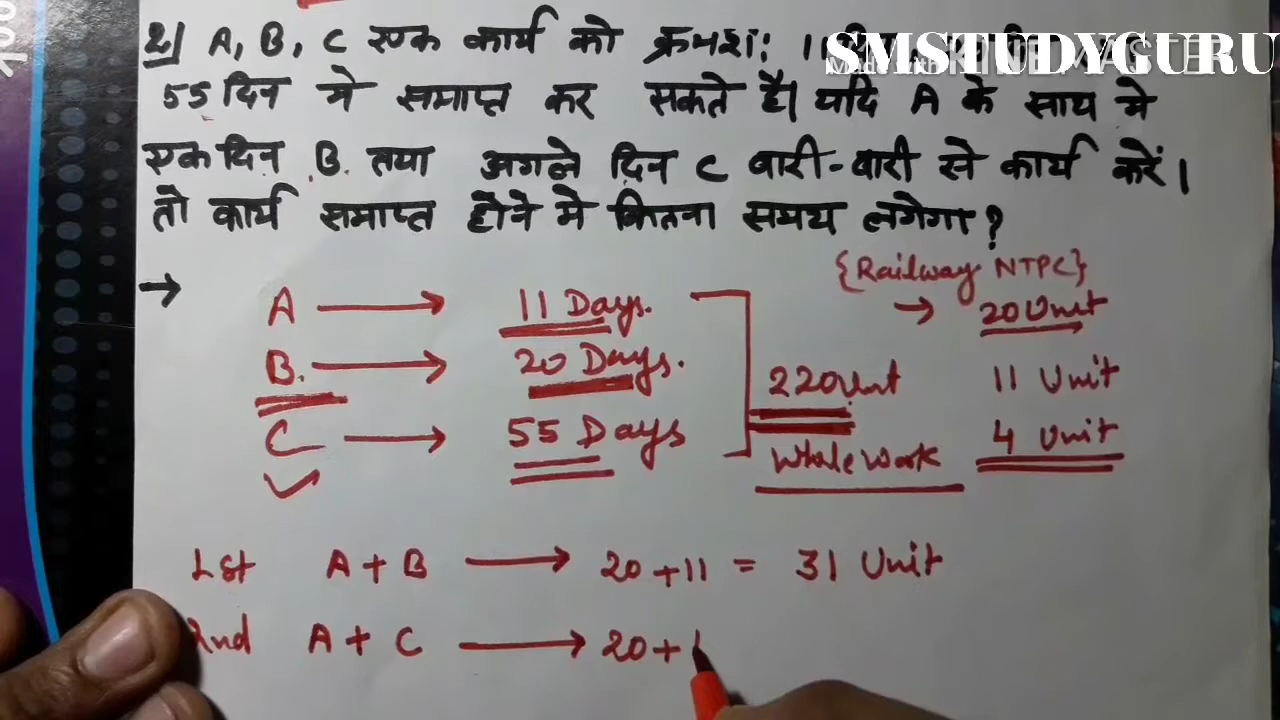 2) A, B, C एक कार्य को क्रमशः 11
SMSTUDYGURU
55 दिन मे समाप्त कर सकते है। यदि A के साथ मे
एक दिन B तथा अगले दिन C बारी-बारी से कार्य करें।
तो कार्य समाप्त होने मे कितना समय लगेगा?
{Railway NTPC}
→ A → 11 Days. → 20 Unit
B. → 20 Days. 220 Unit 11 Unit
C → 55 Days Whole Work 4 Unit
1st A + B → 20 + 11 = 31 Unit
2nd A + C → 20 +